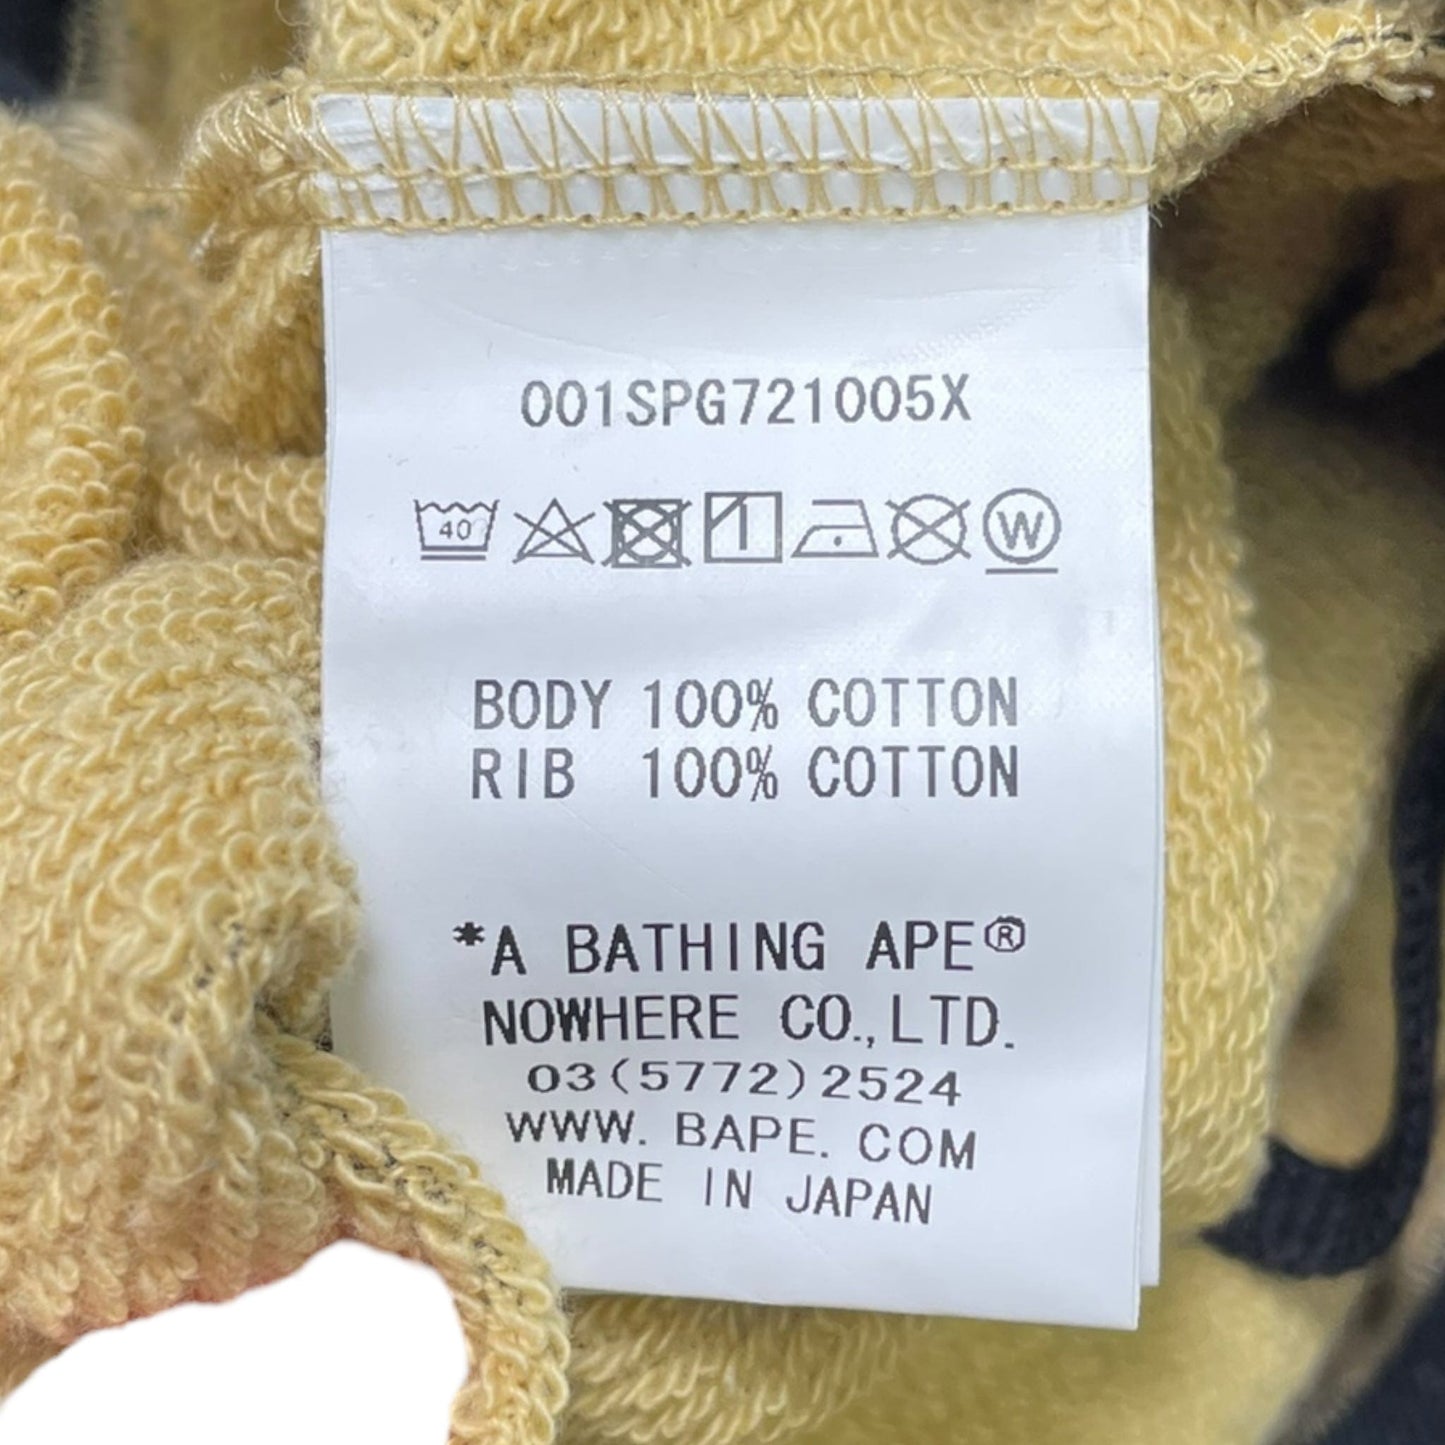 001SPG721005X
40 1 W
BODY 100% COTTON
RIB 100% COTTON
*A BATHING APE®
NOWHERE CO.,LTD.
03(5772)2524
WWW. BAPE. COM
MADE IN JAPAN